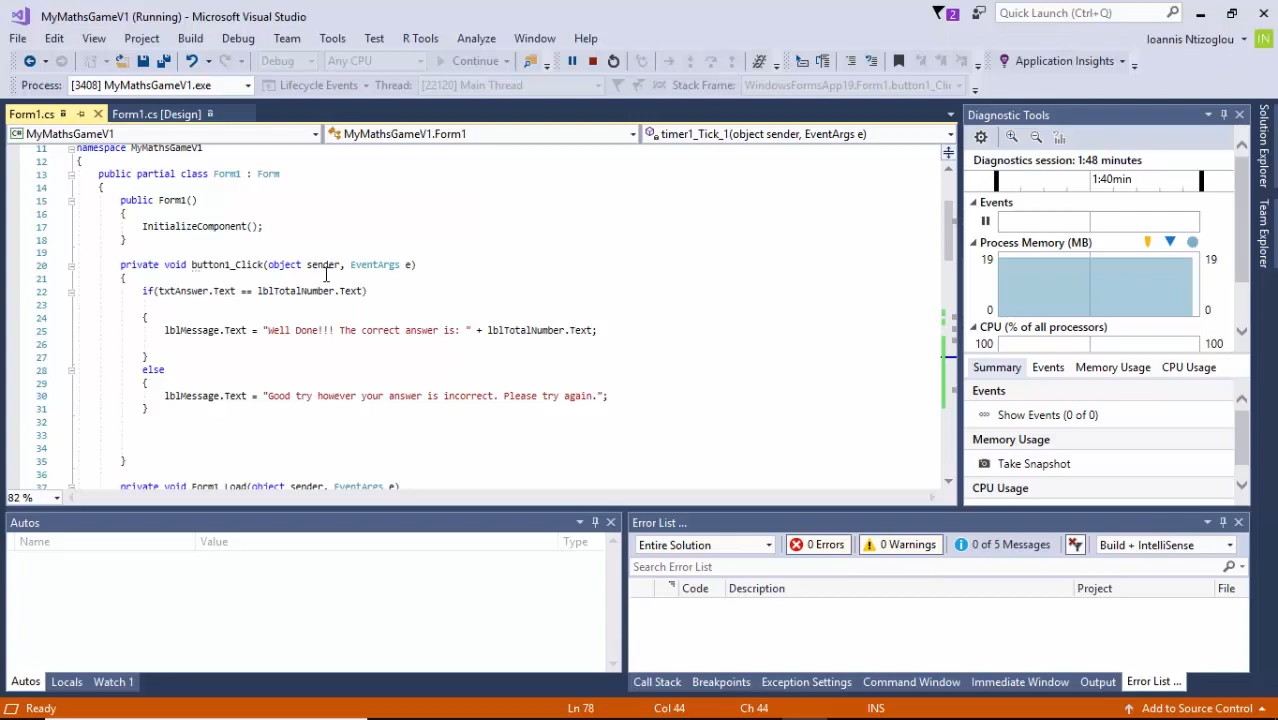 MyMathsGameV1 (Running) - Microsoft Visual Studio
2
Quick Launch (Ctrl+Q)
File Edit View Project Build Debug Team Tools Test R Tools Analyze Window Help
Ioannis Ntizoglou IN
Debug Any CPU Continue Application Insights
Process: [3408] MyMathsGameV1.exe Lifecycle Events Thread: [22120] Main Thread Stack Frame: WindowsFormsApp19.Form1.button1_Clic
Form1.cs Form1.cs [Design]
MyMathsGameV1 MyMathsGameV1.Form1 timer1_Tick_1(object sender, EventArgs e)
11 namespace MyMathsGameV1
12 {
13 public partial class Form1 : Form
14 {
15 public Form1()
16 {
17 InitializeComponent();
18 }
19
20 private void button1_Click(object sender, EventArgs e)
21 {
22 if(txtAnswer.Text == lblTotalNumber.Text)
23
24 {
25 lblMessage.Text = "Well Done!!! The correct answer is: " + lblTotalNumber.Text;
26
27 }
28 else
29 {
30 lblMessage.Text = "Good try however your answer is incorrect. Please try again.";
31 }
32
33
34
35 }
36
37 private void Form1_Load(object sender, EventArgs e)
82 %
Diagnostic Tools
Diagnostics session: 1:48 minutes
1:40min
Events
Process Memory (MB)
19 19
0 0
CPU (% of all processors)
100 100
Summary Events Memory Usage CPU Usage
Events
Show Events (0 of 0)
Memory Usage
Take Snapshot
CPU Usage
Solution Explorer
Team Explorer
Autos
Name Value Type
Autos Locals Watch 1
Error List ...
Entire Solution 0 Errors 0 Warnings 0 of 5 Messages Build + IntelliSense
Search Error List
Code Description Project File
Call Stack Breakpoints Exception Settings Command Window Immediate Window Output Error List ...
Ready Ln 78 Col 44 Ch 44 INS Add to Source Control